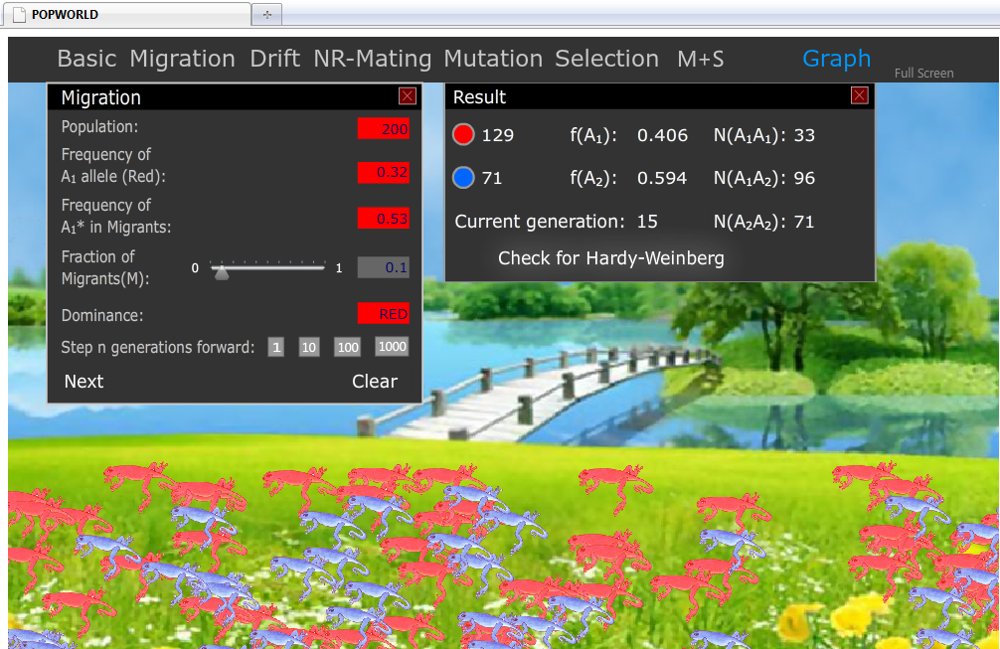 POPWORLD
Basic Migration Drift NR-Mating Mutation Selection M+S Graph Full Screen
Migration
Population: 200
Frequency of
A₁ allele (Red): 0.32
Frequency of
A₁* in Migrants: 0.53
Fraction of
Migrants(M): 0 1 0.1
Dominance: RED
Step n generations forward: 1 10 100 1000
Next Clear
Result
129 f(A₁): 0.406 N(A₁A₁): 33
71 f(A₂): 0.594 N(A₁A₂): 96
Current generation: 15 N(A₂A₂): 71
Check for Hardy-Weinberg